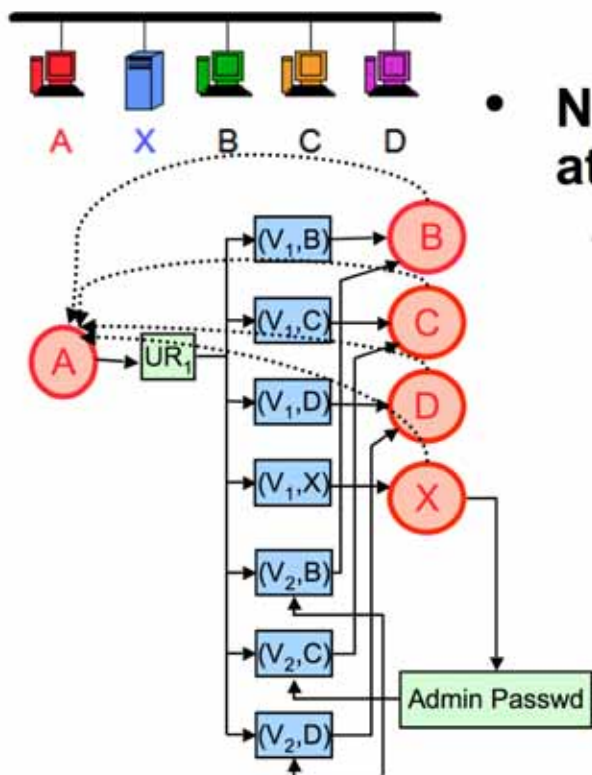 A X B C D
• N
at
(V₁,B) B
(V₁,C) C
A UR₁
(V₁,D) D
(V₁,X) X
(V₂,B)
(V₂,C)
Admin Passwd
(V₂,D)